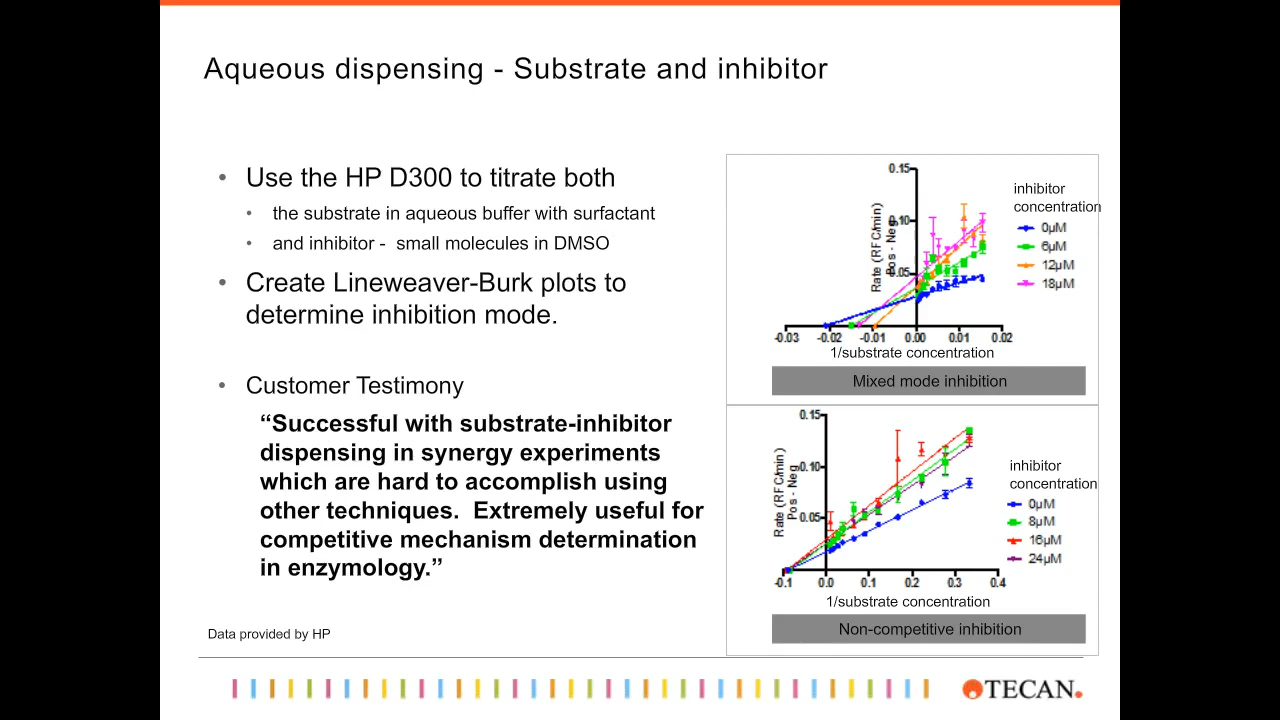 Aqueous dispensing - Substrate and inhibitor
• Use the HP D300 to titrate both
• the substrate in aqueous buffer with surfactant
• and inhibitor - small molecules in DMSO
• Create Lineweaver-Burk plots to
determine inhibition mode.
• Customer Testimony
“Successful with substrate-inhibitor
dispensing in synergy experiments
which are hard to accomplish using
other techniques. Extremely useful for
competitive mechanism determination
in enzymology.”
Data provided by HP
0.15
0.10
0.05
Rate (RFC/min)
Pos - Neg
-0.03 -0.02 -0.01 0.00 0.01 0.02
1/substrate concentration
inhibitor
concentration
0µM
6µM
12µM
18µM
Mixed mode inhibition
0.15
0.10
0.05
Rate (RFC/min)
Pos - Neg
-0.1 0.0 0.1 0.2 0.3 0.4
1/substrate concentration
inhibitor
concentration
0µM
8µM
16µM
24µM
Non-competitive inhibition
TECAN.